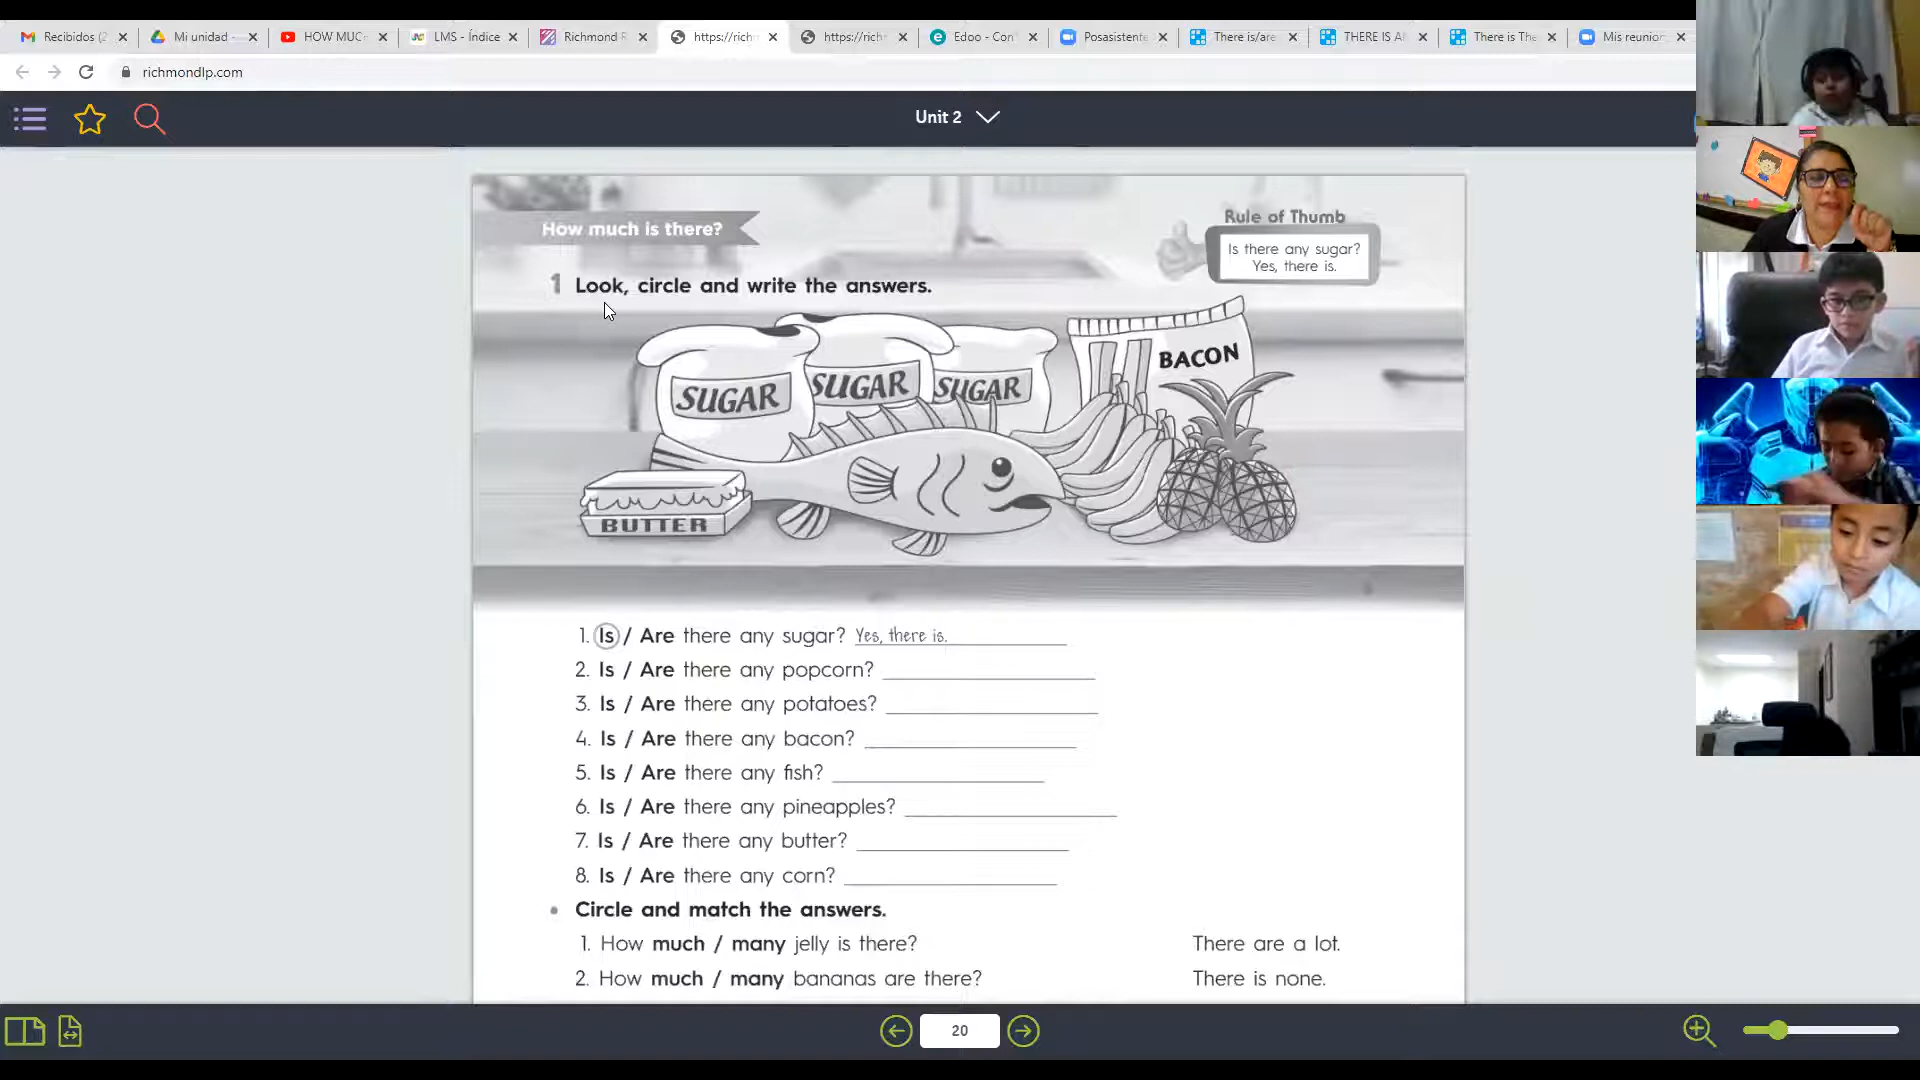 Recibidos (2
Mi unidad -
HOW MUC
LMS - Índice
Richmond R
https://rich
https://rich
Edoo - Con
Posasistente
There is/are
THERE IS A
There is The
Mis reunio
richmondlp.com
Unit 2
How much is there?
Rule of Thumb
Is there any sugar?
Yes, there is.
1 Look, circle and write the answers.
SUGAR
SUGAR
SUGAR
BACON
BUTTER
1. Is / Are there any sugar? Yes, there is.
2. Is / Are there any popcorn?
3. Is / Are there any potatoes?
4. Is / Are there any bacon?
5. Is / Are there any fish?
6. Is / Are there any pineapples?
7. Is / Are there any butter?
8. Is / Are there any corn?
• Circle and match the answers.
1. How much / many jelly is there? There are a lot.
2. How much / many bananas are there? There is none.
20